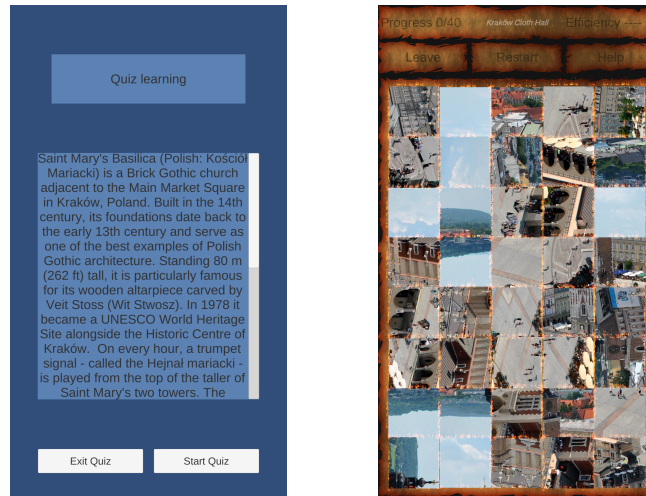 Quiz learning
Saint Mary's Basilica (Polish: Kościół
Mariacki) is a Brick Gothic church
adjacent to the Main Market Square
in Kraków, Poland. Built in the 14th
century, its foundations date back to
the early 13th century and serve as
one of the best examples of Polish
Gothic architecture. Standing 80 m
(262 ft) tall, it is particularly famous
for its wooden altarpiece carved by
Veit Stoss (Wit Stwosz). In 1978 it
became a UNESCO World Heritage
Site alongside the Historic Centre of
Kraków.  On every hour, a trumpet
signal - called the Hejnał mariacki -
is played from the top of the taller of
Saint Mary's two towers. The
Exit Quiz
Start Quiz
Progress 0/40
Kraków Cloth Hall
Efficiency ----
Leave
Restart
Help